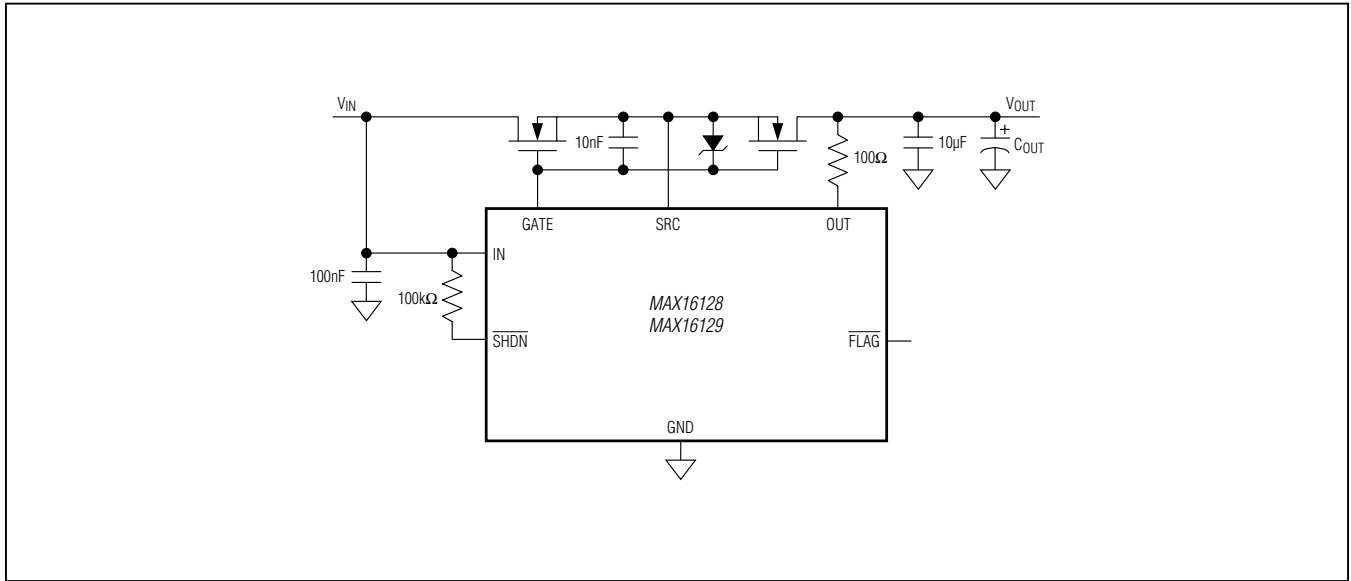 VIN
VOUT
10nF
100Ω
10µF
+
COUT
GATE
SRC
OUT
IN
100nF
100kΩ
MAX16128
MAX16129
SHDN
FLAG
GND